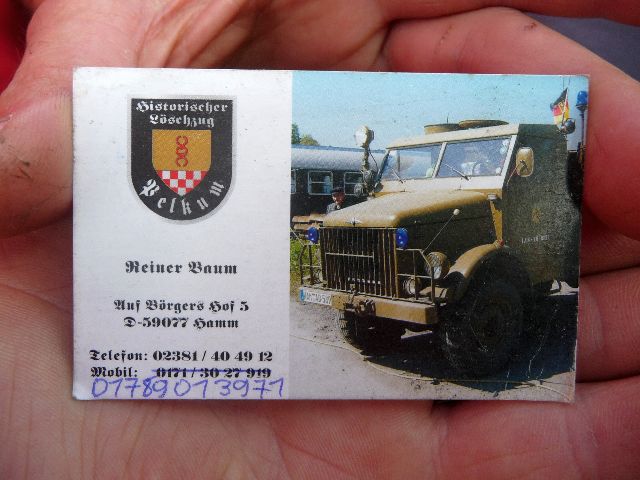 Historischer
Löschzug
Pelkum
Reiner Baum
Auf Börgers Hof 5
D-59077 Hamm
Telefon: 02381 / 40 49 12
Mobil: 0171 / 30 27 919
01789013971